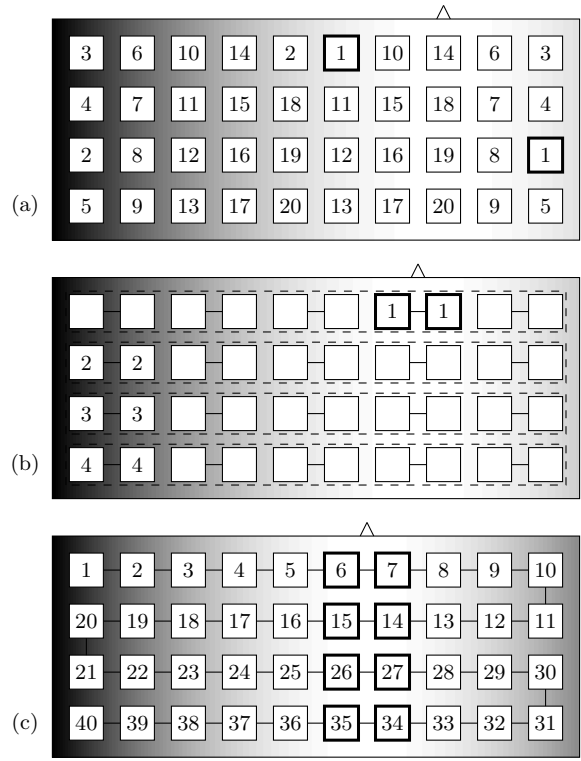 3 6 10 14 2 1 10 14 6 3
4 7 11 15 18 11 15 18 7 4
2 8 12 16 19 12 16 19 8 1
(a)
5 9 13 17 20 13 17 20 9 5
1 1
2 2
3 3
(b)
4 4
1 2 3 4 5 6 7 8 9 10
20 19 18 17 16 15 14 13 12 11
21 22 23 24 25 26 27 28 29 30
(c)
40 39 38 37 36 35 34 33 32 31